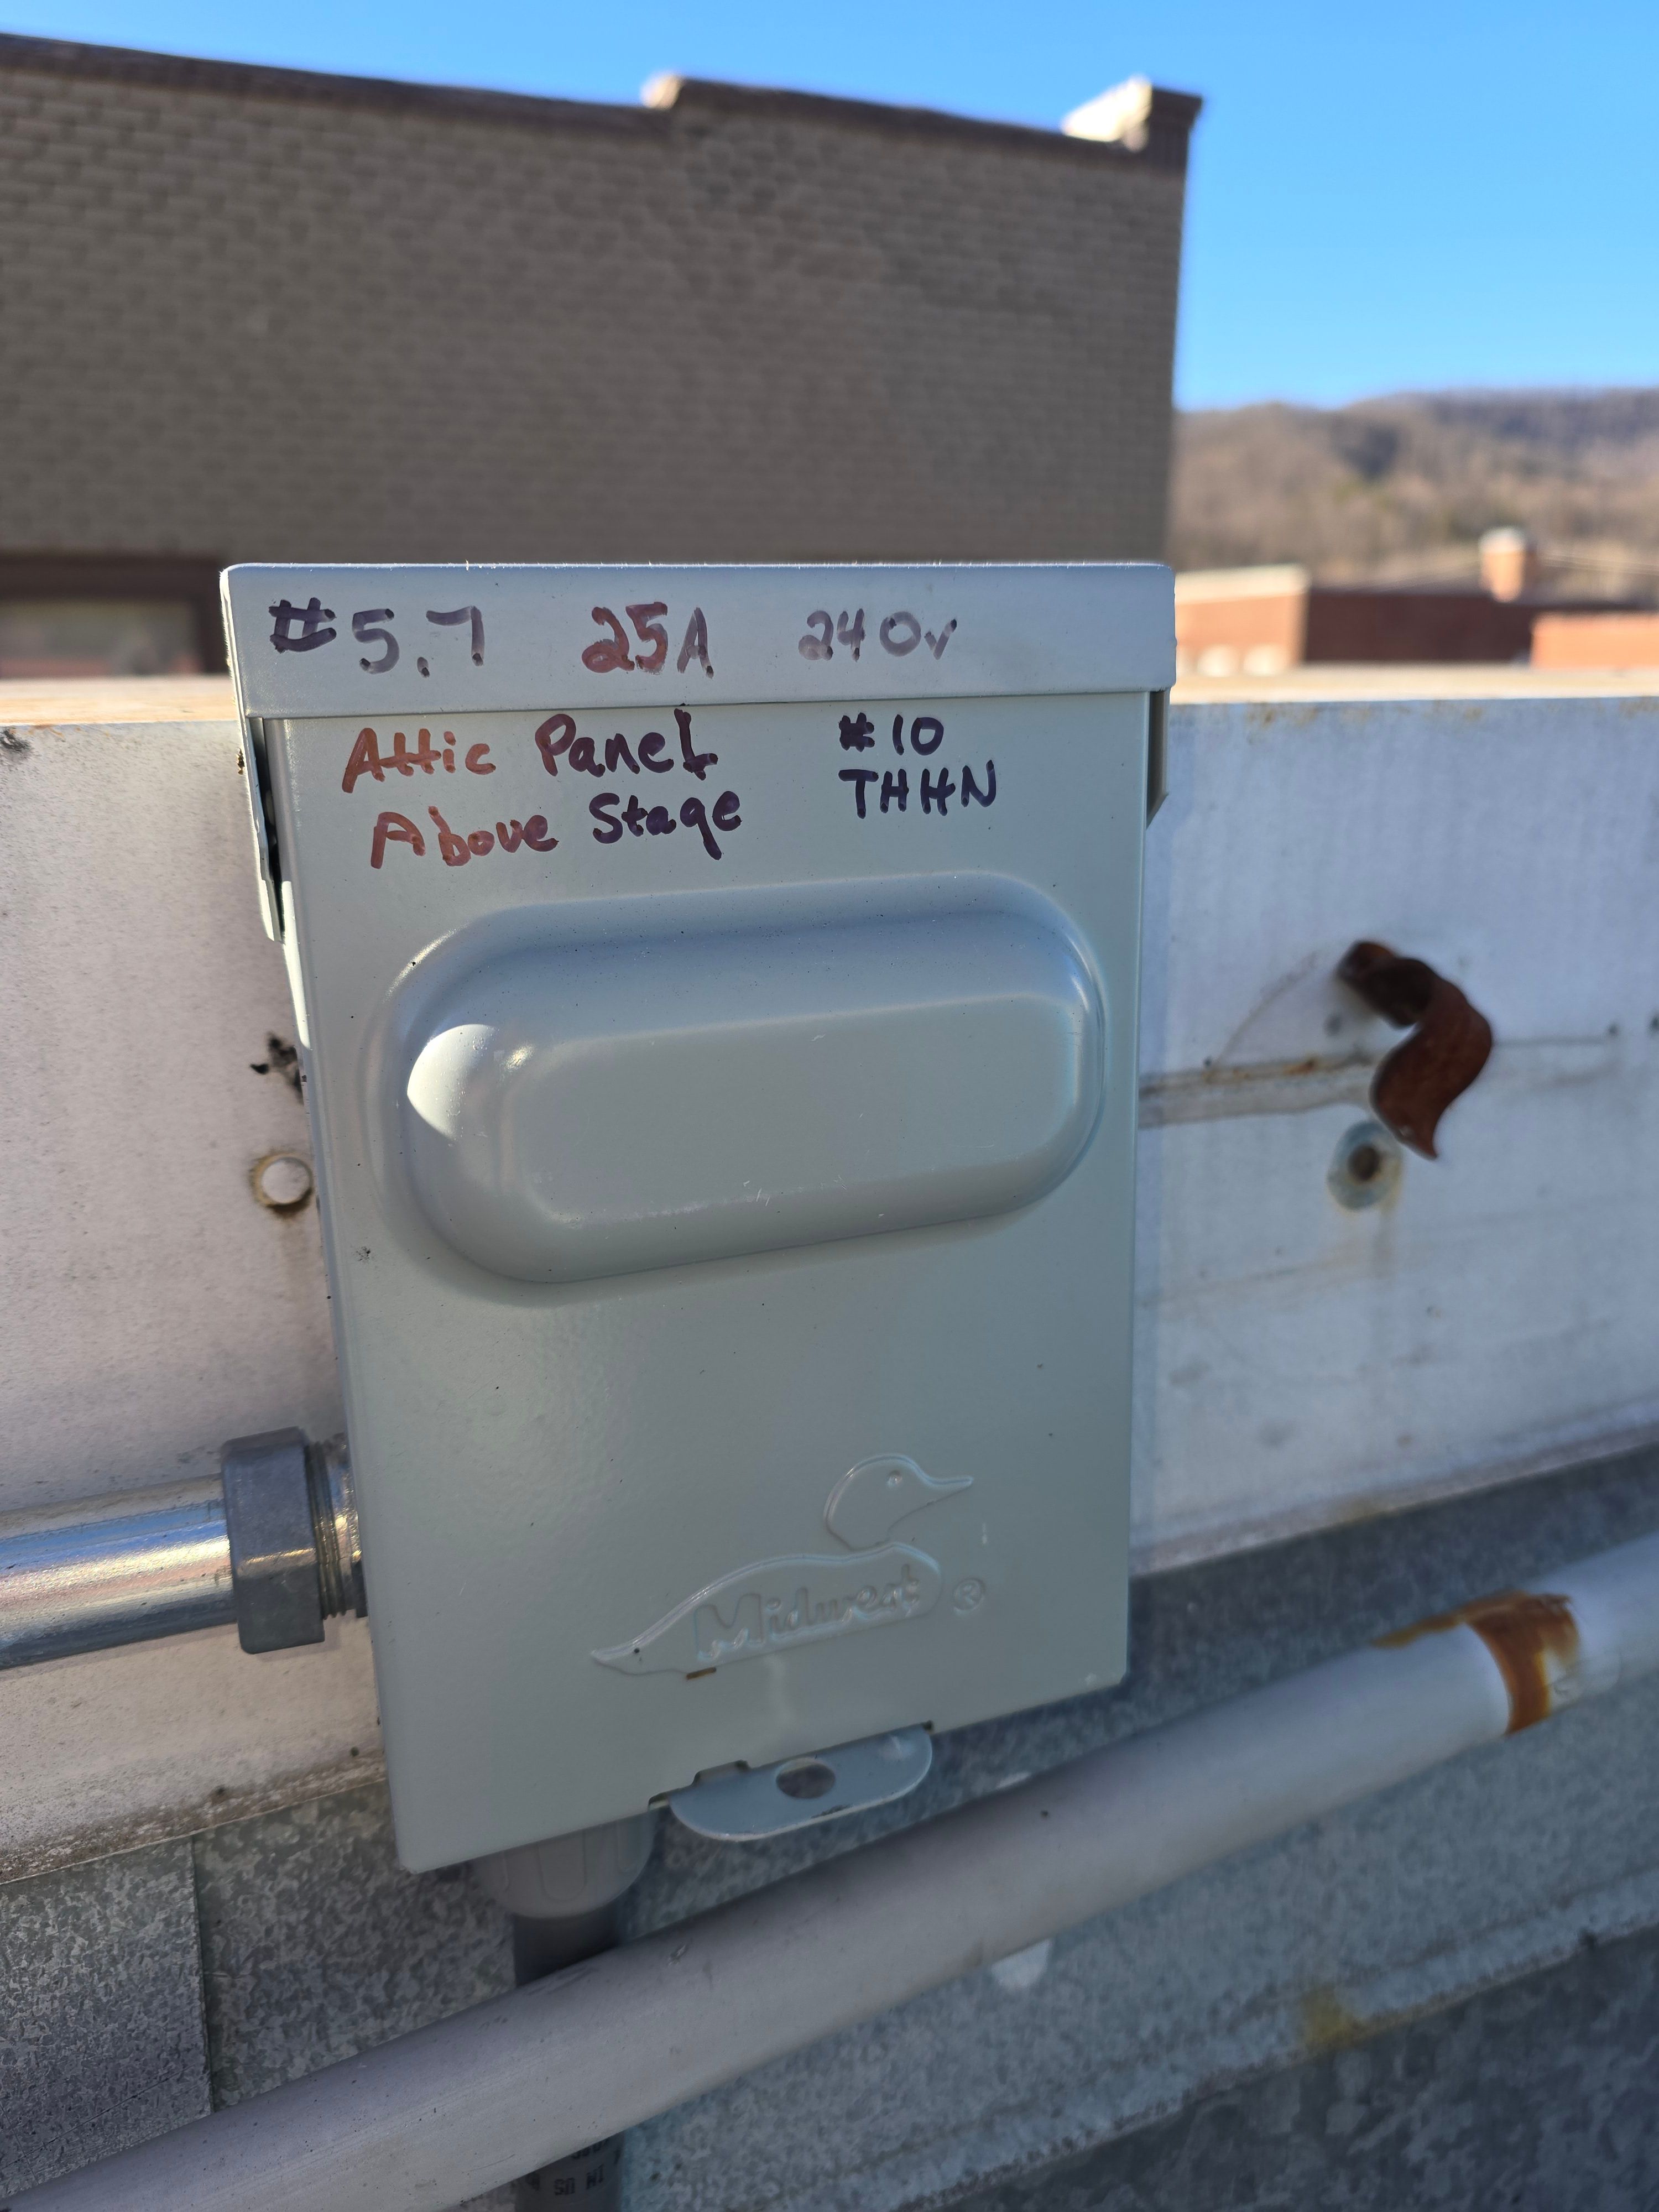 #5,7 25A 240v
Attic Panel #10
Above Stage THHN
Midwest ®